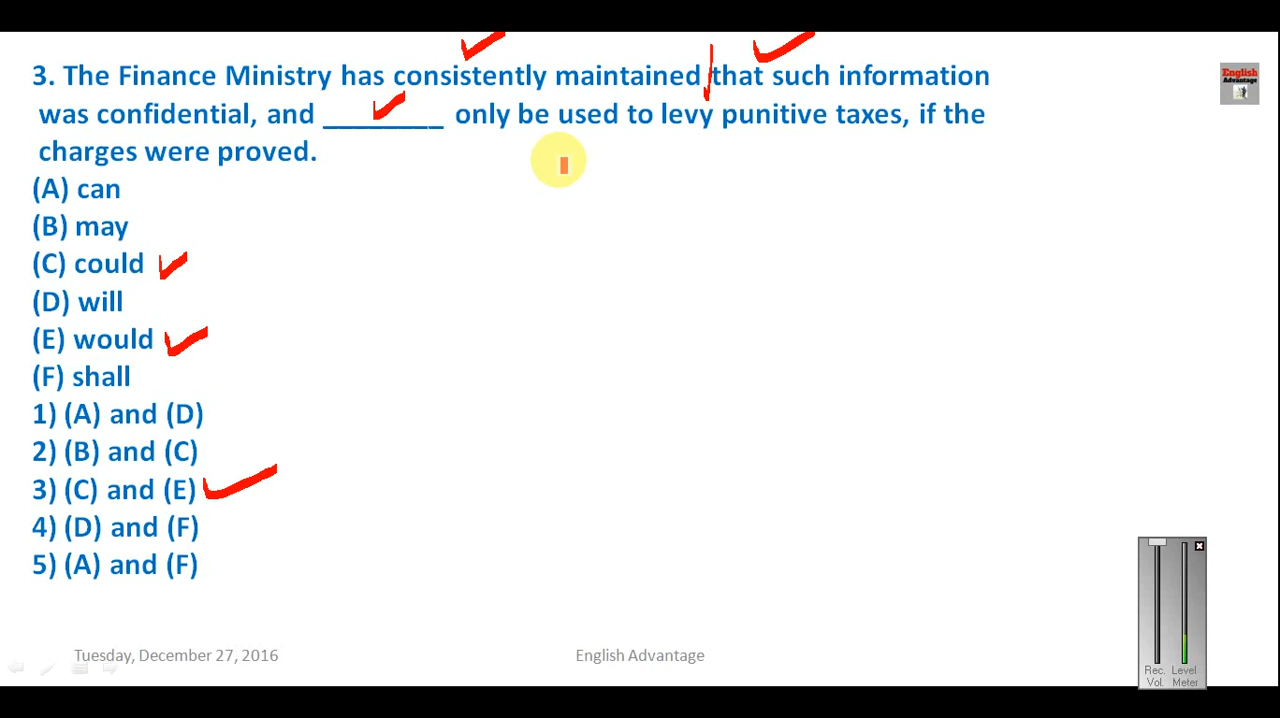 3. The Finance Ministry has consistently maintained that such information
was confidential, and ________ only be used to levy punitive taxes, if the
charges were proved.
(A) can
(B) may
(C) could
(D) will
(E) would
(F) shall
1) (A) and (D)
2) (B) and (C)
3) (C) and (E)
4) (D) and (F)
5) (A) and (F)
English
Advantage
Tuesday, December 27, 2016
English Advantage
Rec. Level
Vol. Meter